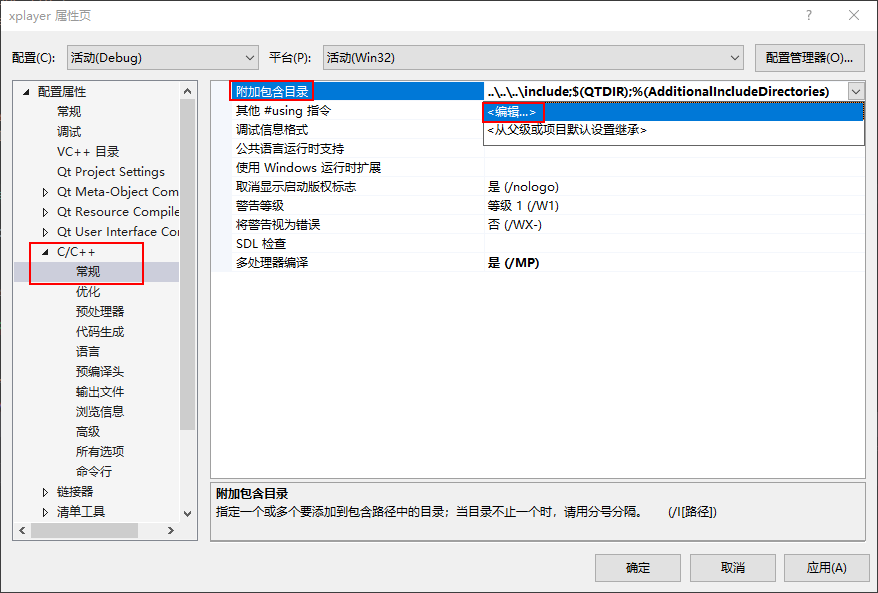 xplayer 属性页
配置(C): 活动(Debug) 平台(P): 活动(Win32) 配置管理器(O)...
配置属性
常规
调试
VC++ 目录
Qt Project Settings
Qt Meta-Object Com
Qt Resource Compile
Qt User Interface Cor
C/C++
常规
优化
预处理器
代码生成
语言
预编译头
输出文件
浏览信息
高级
所有选项
命令行
链接器
清单工具
附加包含目录 ..\..\..\include;$(QTDIR);%(AdditionalIncludeDirectories)
其他 #using 指令 <编辑...>
调试信息格式 <从父级或项目默认设置继承>
公共语言运行时支持
使用 Windows 运行时扩展
取消显示启动版权标志 是 (/nologo)
警告等级 等级 1 (/W1)
将警告视为错误 否 (/WX-)
SDL 检查
多处理器编译 是 (/MP)
附加包含目录
指定一个或多个要添加到包含路径中的目录；当目录不止一个时，请用分号分隔。 (/I[路径])
确定 取消 应用(A)